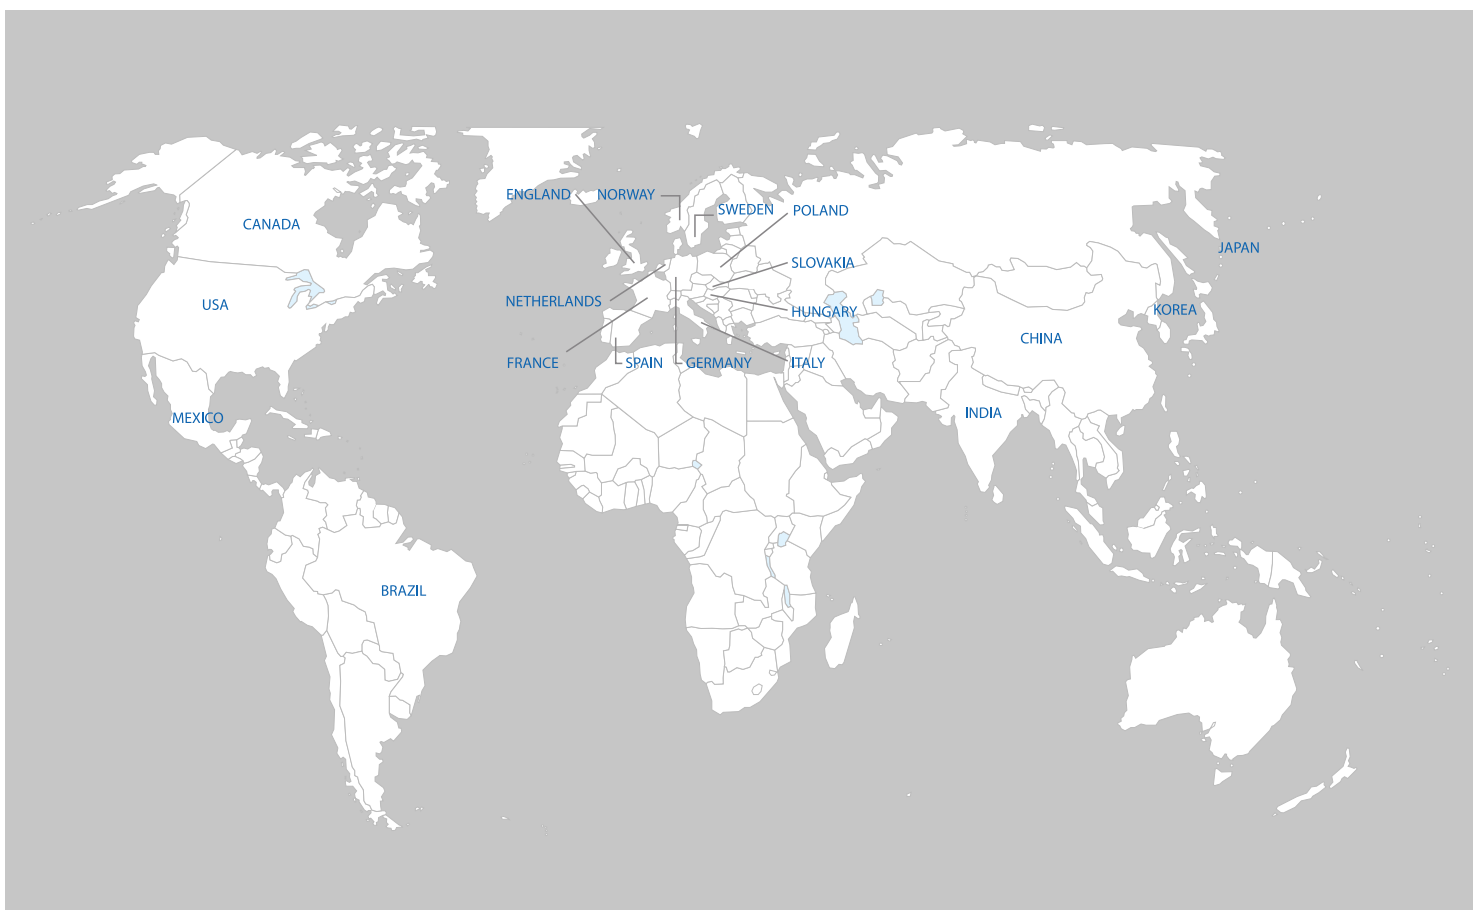 ENGLAND
NORWAY
SWEDEN
POLAND
CANADA
JAPAN
SLOVAKIA
USA
NETHERLANDS
HUNGARY
KOREA
CHINA
FRANCE
SPAIN
GERMANY
ITALY
MEXICO
INDIA
BRAZIL